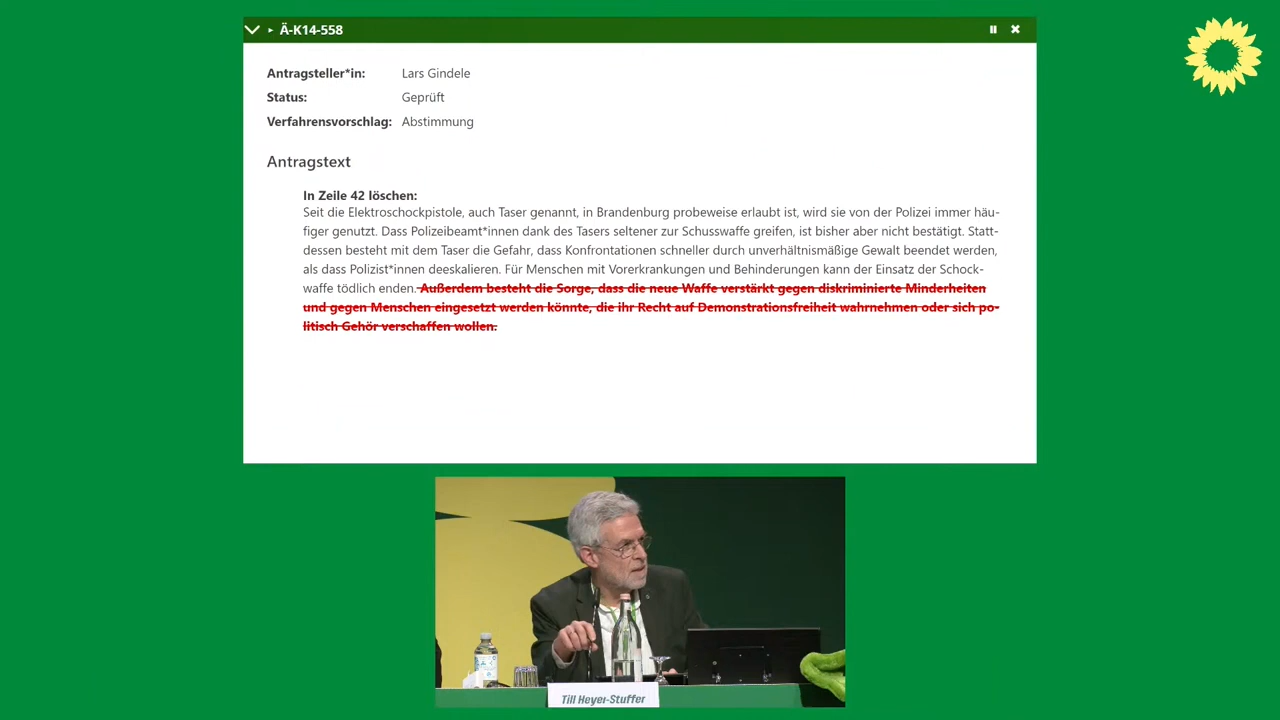 Ä-K14-558
Antragsteller*in: Lars Gindele
Status: Geprüft
Verfahrensvorschlag: Abstimmung
Antragstext
In Zeile 42 löschen:
Seit die Elektroschockpistole, auch Taser genannt, in Brandenburg probeweise erlaubt ist, wird sie von der Polizei immer häu-
figer genutzt. Dass Polizeibeamt*innen dank des Tasers seltener zur Schusswaffe greifen, ist bisher aber nicht bestätigt. Statt-
dessen besteht mit dem Taser die Gefahr, dass Konfrontationen schneller durch unverhältnismäßige Gewalt beendet werden,
als dass Polizist*innen deeskalieren. Für Menschen mit Vorerkrankungen und Behinderungen kann der Einsatz der Schock-
waffe tödlich enden. Außerdem besteht die Sorge, dass die neue Waffe verstärkt gegen diskriminierte Minderheiten
und gegen Menschen eingesetzt werden könnte, die ihr Recht auf Demonstrationsfreiheit wahrnehmen oder sich po-
litisch Gehör verschaffen wollen.
Till Heyer-Stuffer